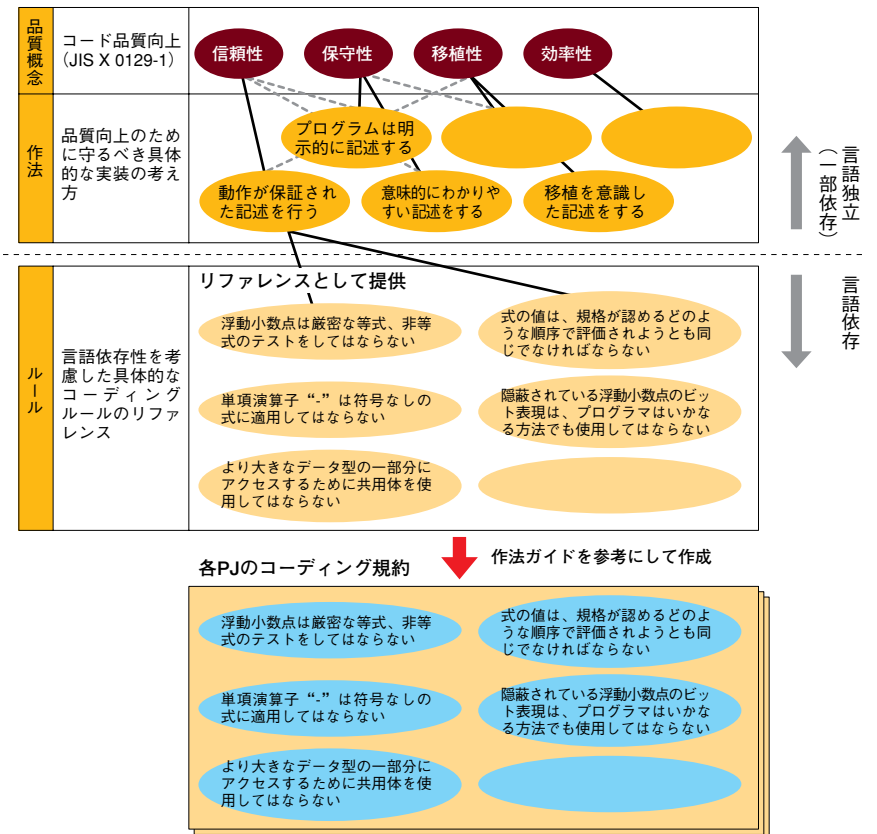 品質概念
コード品質向上
(JIS X 0129-1)
信頼性
保守性
移植性
効率性
作法
品質向上のため
に守るべき具体
的な実装の考え
方
プログラムは明
示的に記述する
動作が保証され
た記述を行う
意味的にわかりや
すい記述をする
移植を意識し
た記述をする
言語独立
(一部依存)
ルール
言語依存性を考
慮した具体的な
コーディング
ルールのリファ
レンス
リファレンスとして提供
浮動小数点は厳密な等式、非等
式のテストをしてはならない
式の値は、規格が認めるどのよ
うな順序で評価されようとも同
じでなければならない
単項演算子“-”は符号なしの
式に適用してはならない
隠蔽されている浮動小数点のビッ
ト表現は、プログラマはいかな
る方法でも使用してはならない
より大きなデータ型の一部分に
アクセスするために共用体を使
用してはならない
言語依存
各PJのコーディング規約
作法ガイドを参考にして作成
浮動小数点は厳密な等式、非等
式のテストをしてはならない
式の値は、規格が認めるどのよ
うな順序で評価されようとも同
じでなければならない
単項演算子“-”は符号なしの
式に適用してはならない
隠蔽されている浮動小数点のビッ
ト表現は、プログラマはいかな
る方法でも使用してはならない
より大きなデータ型の一部分に
アクセスするために共用体を使
用してはならない